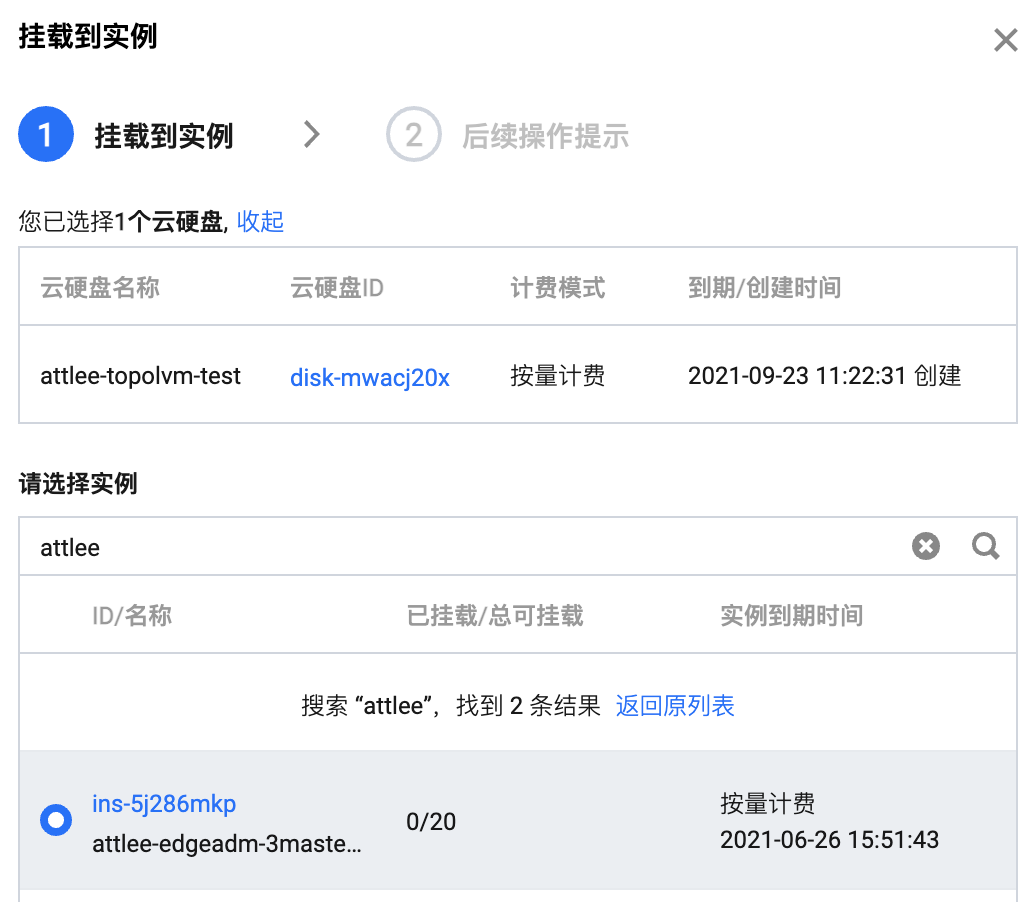 挂载到实例
1 挂载到实例 2 后续操作提示
您已选择1个云硬盘, 收起
云硬盘名称 云硬盘ID 计费模式 到期/创建时间
attlee-topolvm-test disk-mwacj20x 按量计费 2021-09-23 11:22:31 创建
请选择实例
attlee
ID/名称 已挂载/总可挂载 实例到期时间
搜索 “attlee”，找到 2 条结果 返回原列表
ins-5j286mkp 0/20 按量计费
attlee-edgeadm-3maste... 2021-06-26 15:51:43